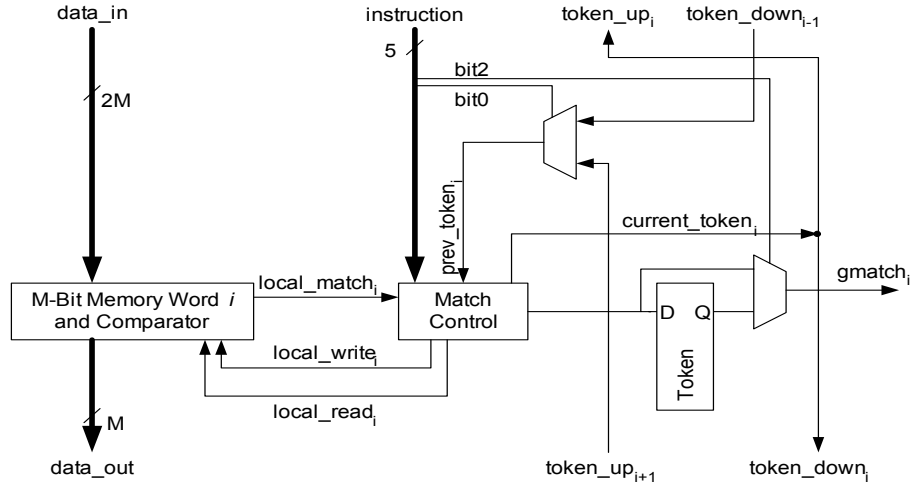 data_in
instruction
token_upᵢ
token_downᵢ₋₁
5
2M
bit2
bit0
prev_tokenᵢ
current_tokenᵢ
gmatchᵢ
local_matchᵢ
M-Bit Memory Word i
and Comparator
Match
Control
D Q
Token
local_writeᵢ
local_readᵢ
M
data_out
token_upᵢ₊₁
token_downᵢ